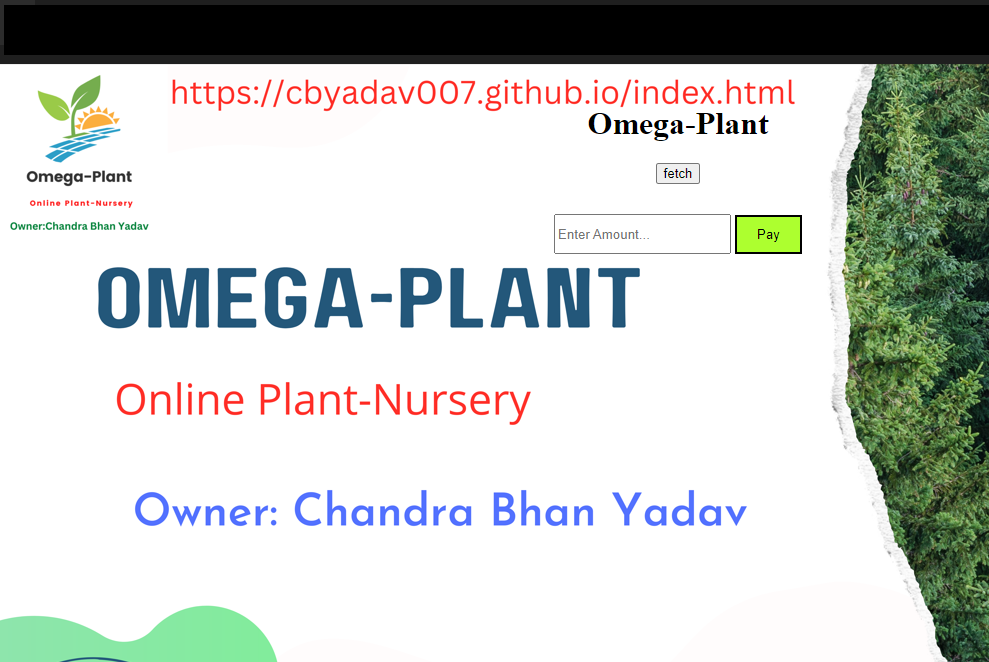 https://cbyadav007.github.io/index.html
Omega-Plant
fetch
Enter Amount...
Pay
Omega-Plant
Online Plant-Nursery
Owner:Chandra Bhan Yadav
OMEGA-PLANT
Online Plant-Nursery
Owner: Chandra Bhan Yadav